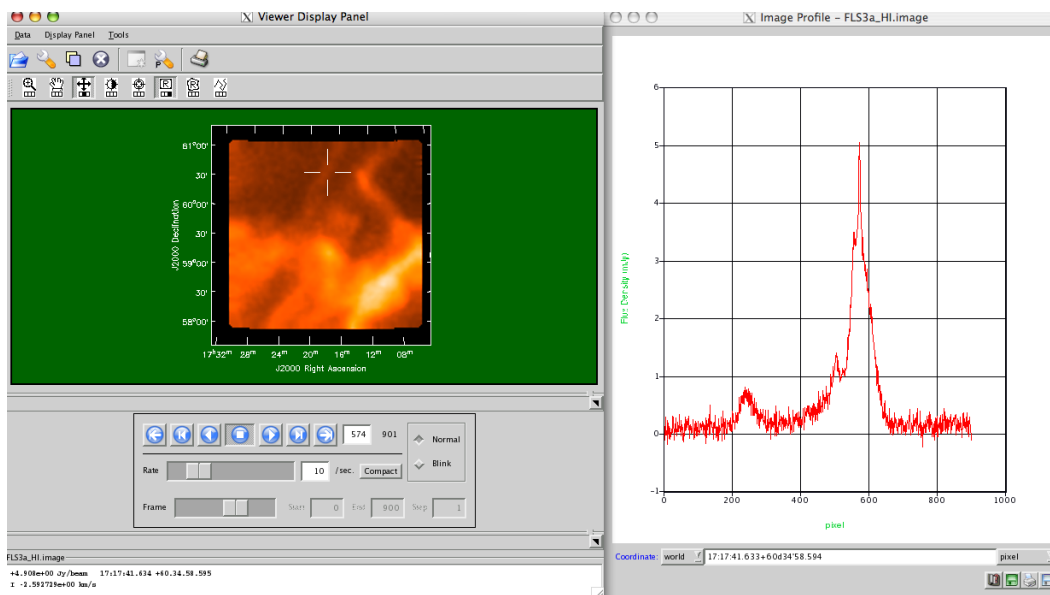 Viewer Display Panel
Data Display Panel Tools
P
R R
61°00'
30'
60°00'
30'
59°00'
30'
58°00'
J2000 Declination
17ʰ32ᵐ 28ᵐ 24ᵐ 20ᵐ 16ᵐ 12ᵐ 08ᵐ
J2000 Right Ascension
574 901
Normal
Blink
Rate 10 /sec. Compact
Frame Start 0 End 900 Step 1
FLS3a_HI.image
+4.908e+00 Jy/beam 17:17:41.634 +60.34.58.595
I -2.592729e+00 km/s
X Image Profile - FLS3a_HI.image
6
5
4
3
2
1
0
-1
Flux Density (mJy)
0 200 400 600 800 1000
pixel
Coordinate: world 17:17:41.633+60d34'58.594 pixel